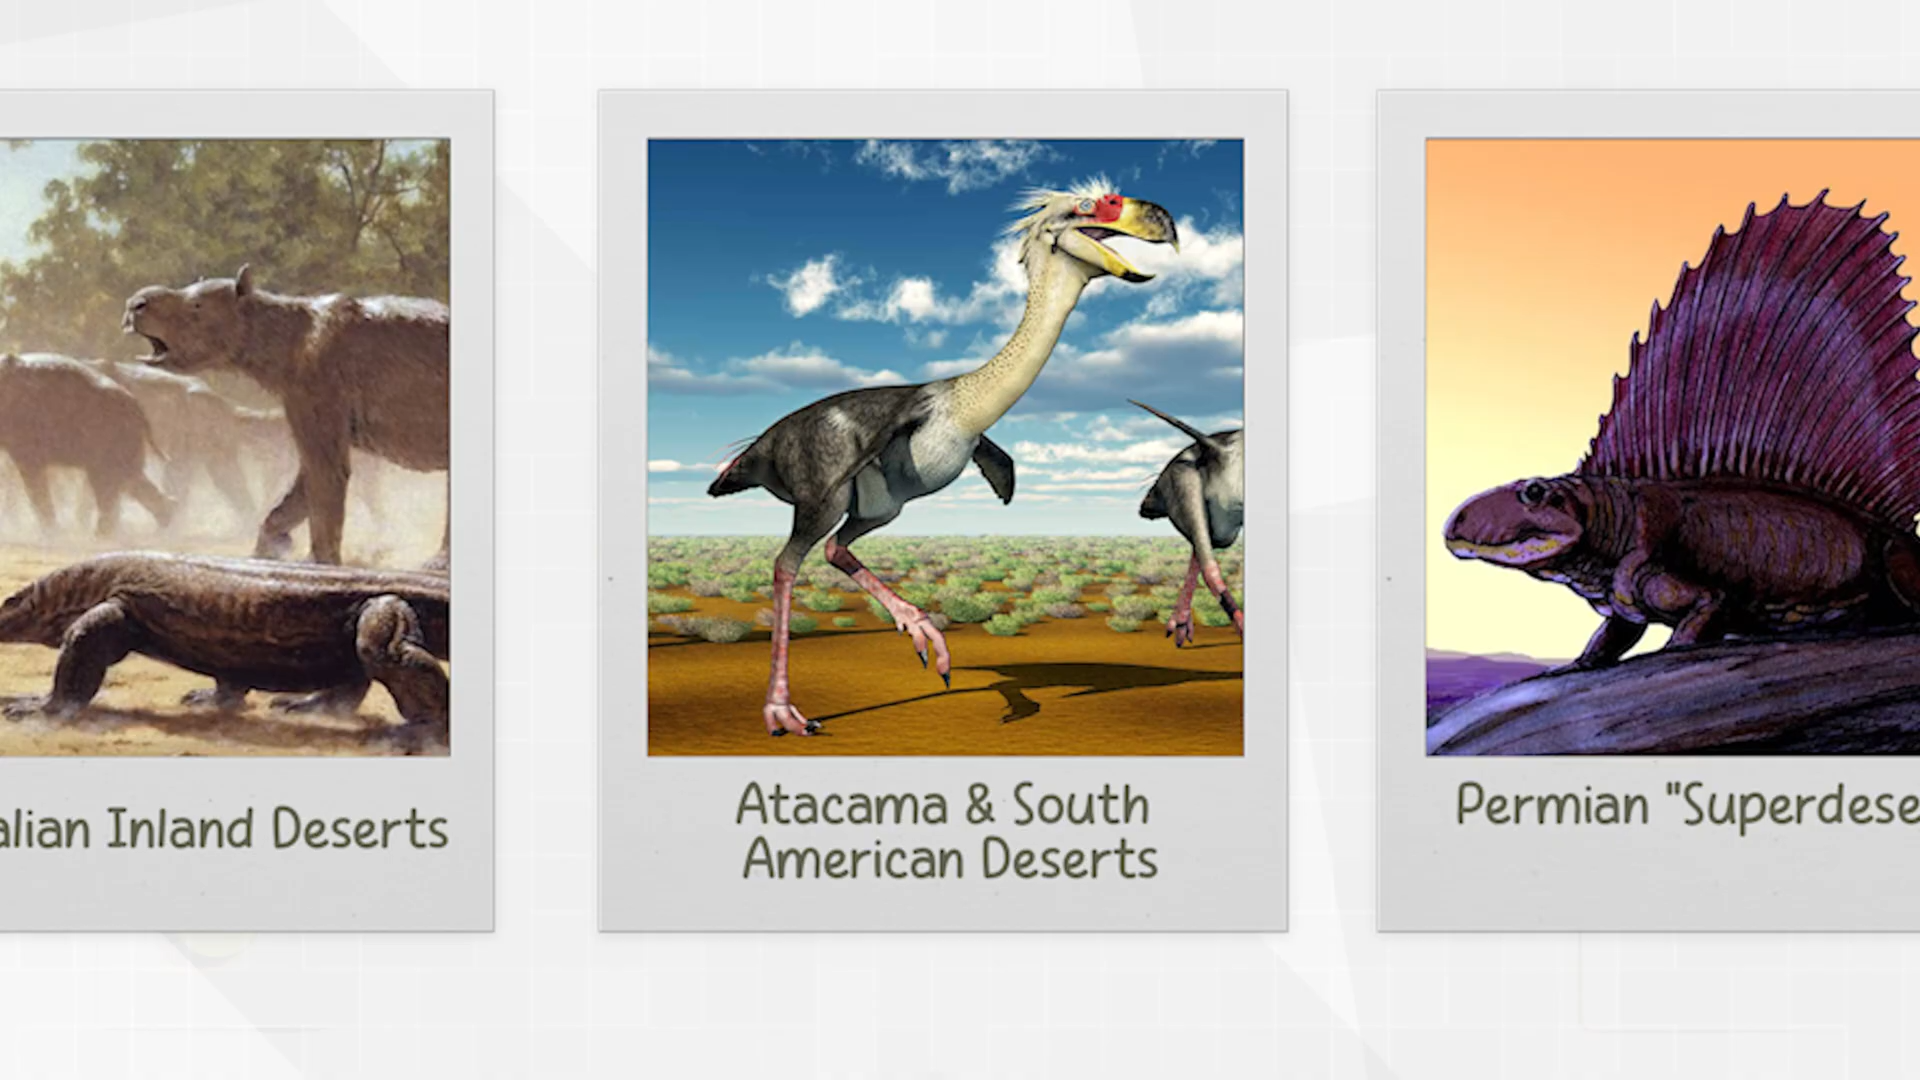 alian Inland Deserts
Atacama & South
American Deserts
Permian "Superdese